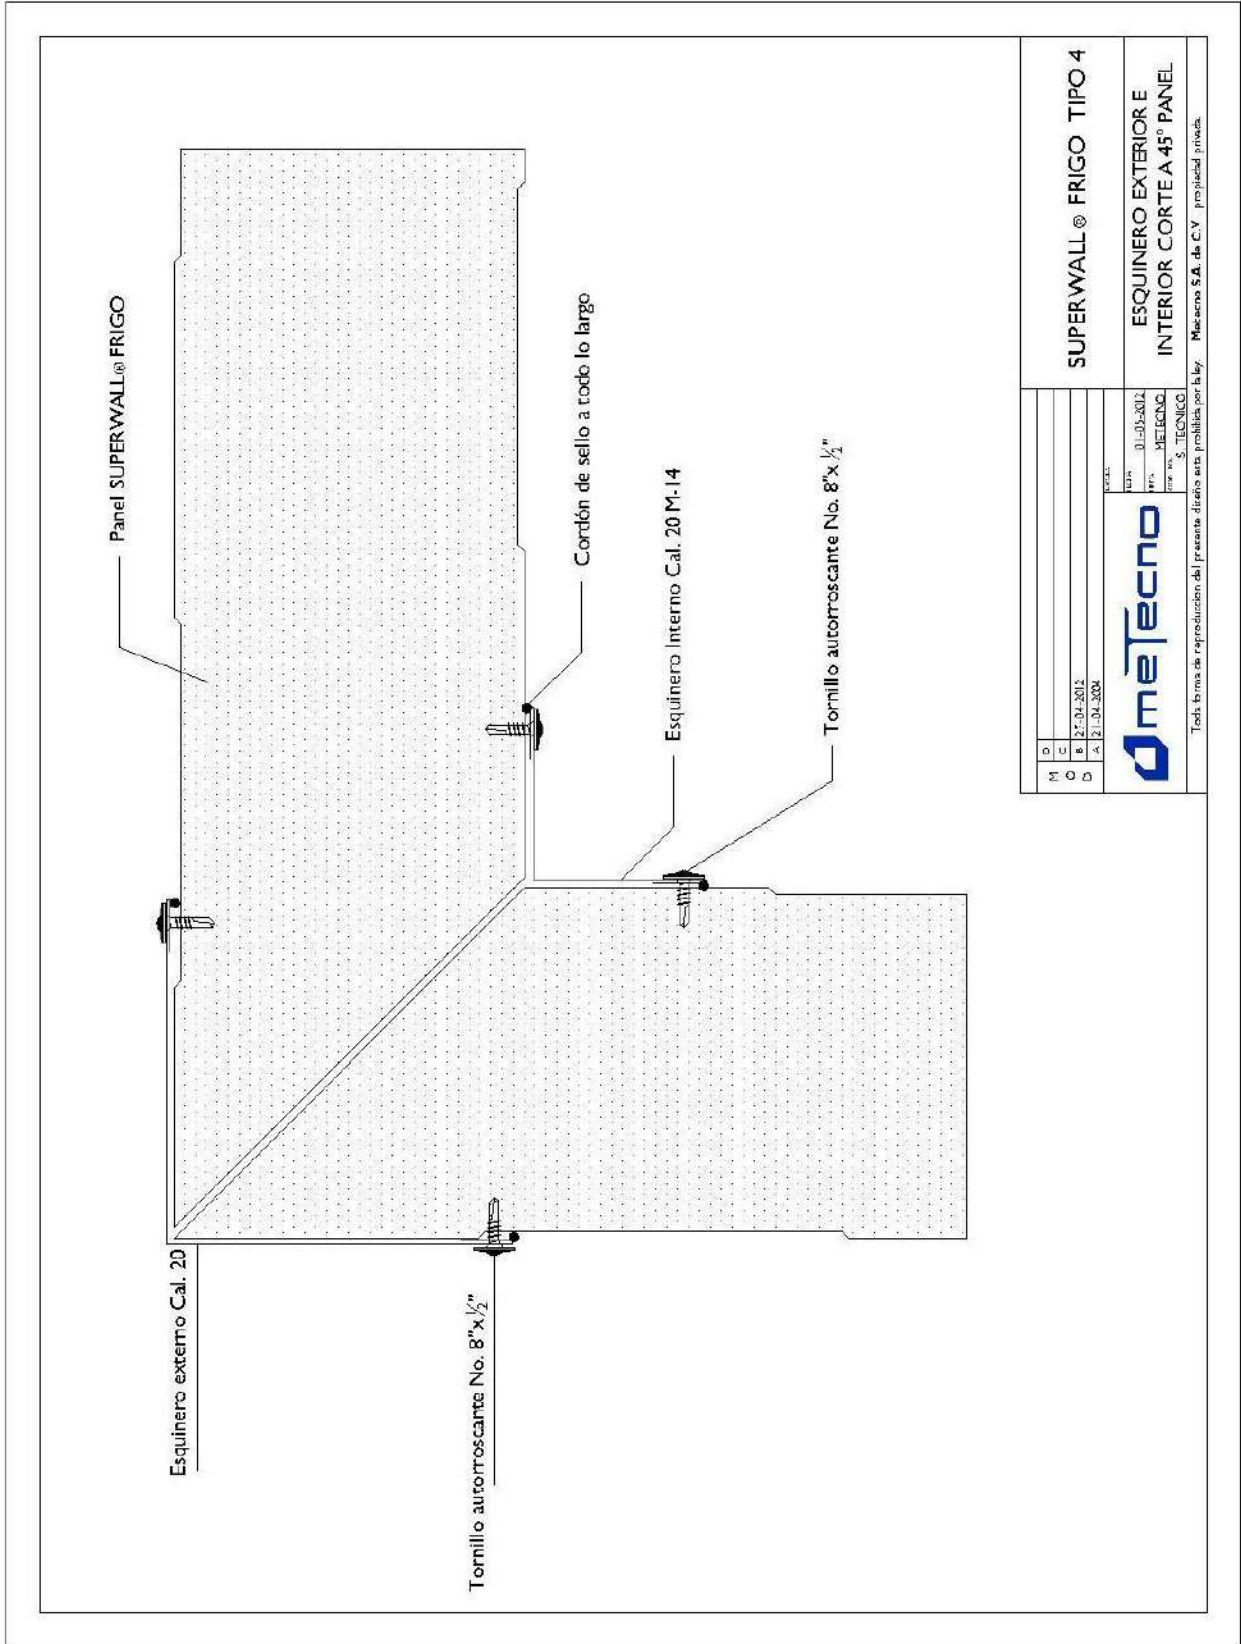 Panel SUPERWALL® FRIGO
Esquinero externo Cal. 20
Cordón de sello a todo lo largo
Tornillo autorroscante No. 8"x ½"
Esquinero Interno Cal. 20 M-14
Tornillo autorroscante No. 8"x ½"
M
O
D
D
C
B 27-04-2012
A 21-04-2004
SUPERWALL® FRIGO TIPO 4
meTecno
01-05-2012
METECNO
S. TECNICO
ESQUINERO EXTERIOR E
INTERIOR CORTE A 45° PANEL
Toda forma de reproduccion del presente diseño esta prohibida por la ley. Metecno S.A. de C.V. propiedad privada.